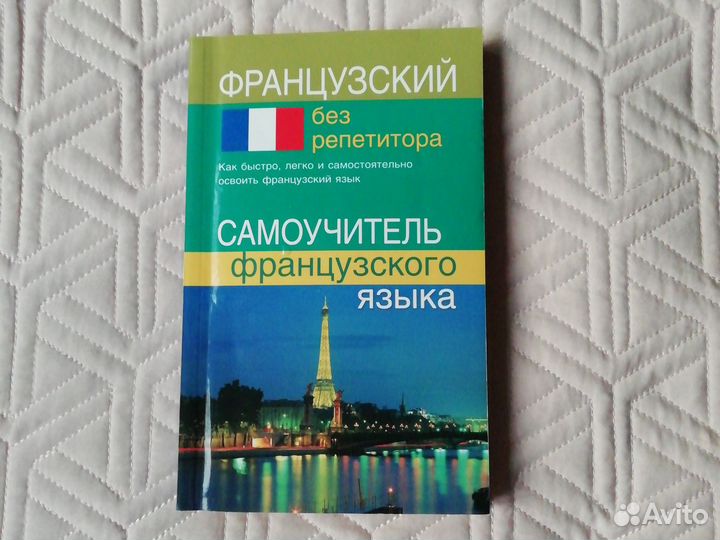 ФРАНЦУЗСКИЙ
без
репетитора
Как быстро, легко и самостоятельно
освоить французский язык
САМОУЧИТЕЛЬ
французского
языка
Avito